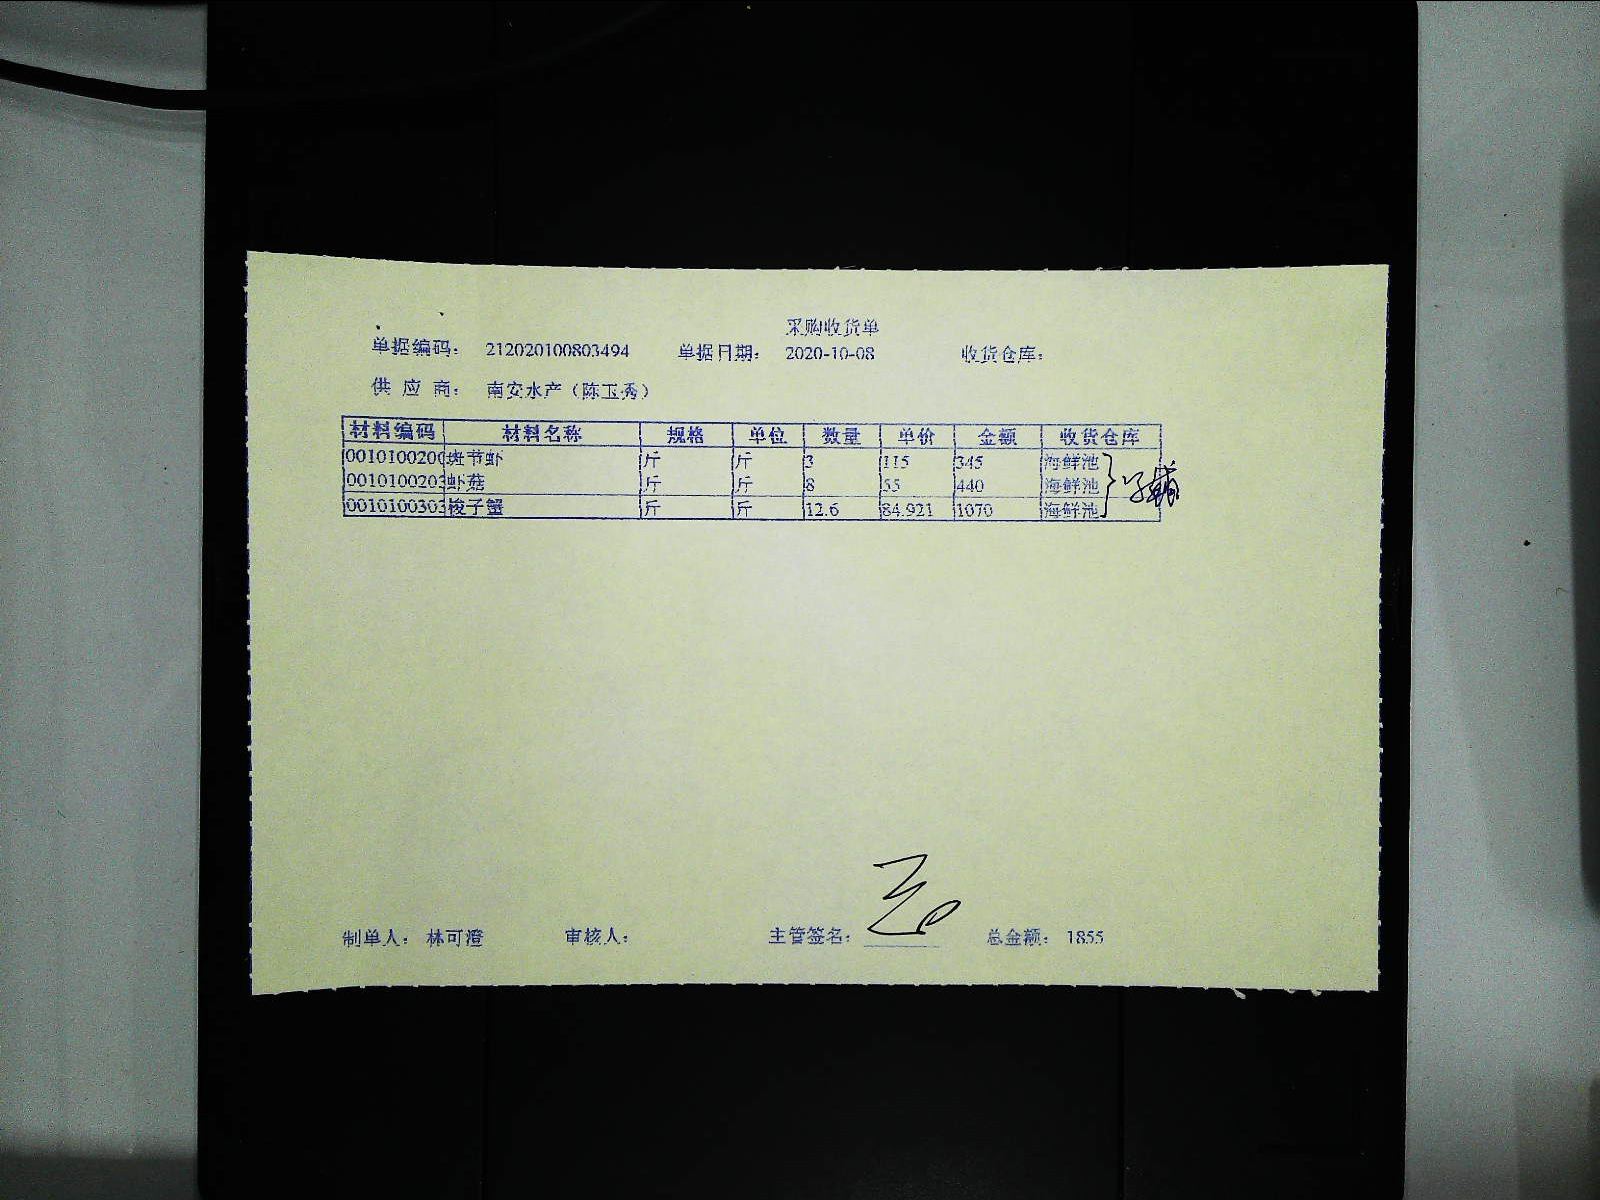 采购收货单
单据编码： 212020100803494 单据日期： 2020-10-08 收货仓库：
供 应 商： 南安水产（陈玉秀）
材料编码 材料名称 规格 单位 数量 单价 金额 收货仓库
0010100200 斑节虾 斤 斤 3 115 345 海鲜池
0010100203 虾菇 斤 斤 8 55 440 海鲜池
0010100303 梭子蟹 斤 斤 12.6 84.921 1070 海鲜池
制单人： 林可澄 审核人： 主管签名： 总金额： 1855